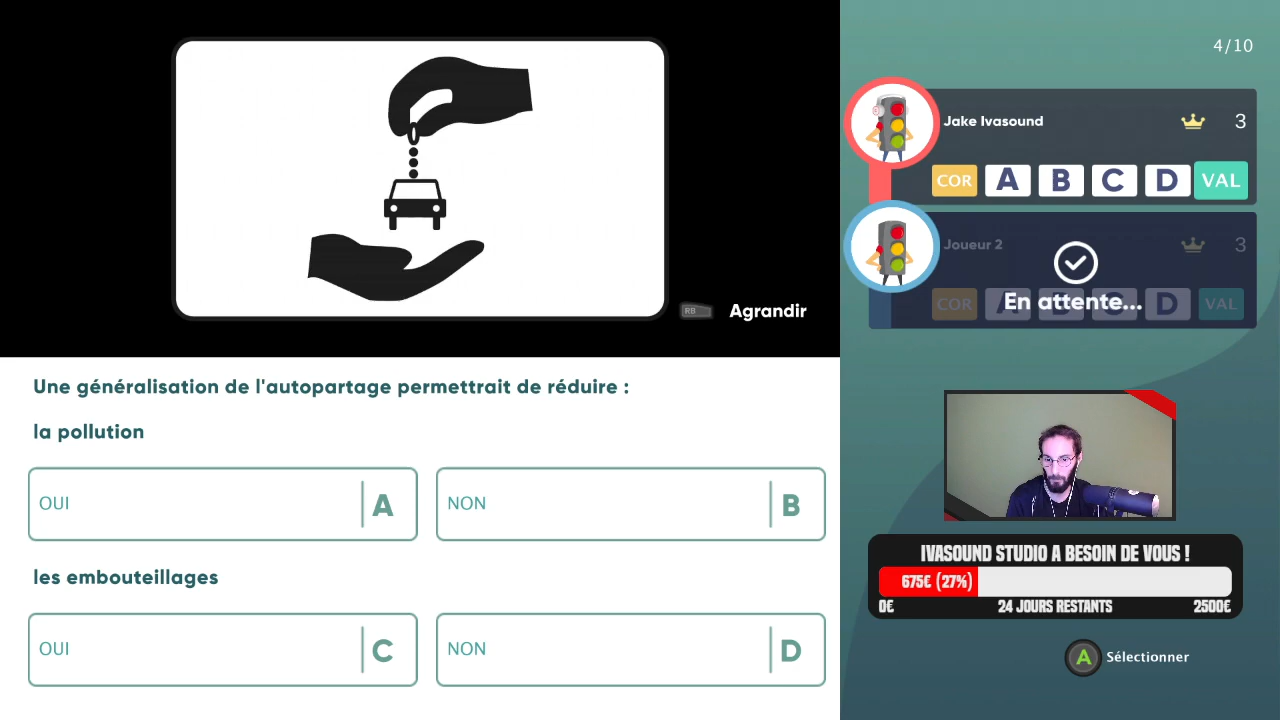 4/10
Jake Ivasound
3
COR A B C D VAL
Joueur 2
3
En attente...
COR A B C D VAL
RB Agrandir
Une généralisation de l'autopartage permettrait de réduire :
la pollution
OUI A
NON B
les embouteillages
OUI C
NON D
IVASOUND STUDIO A BESOIN DE VOUS !
675€ (27%)
0€ 24 JOURS RESTANTS 2500€
A Sélectionner